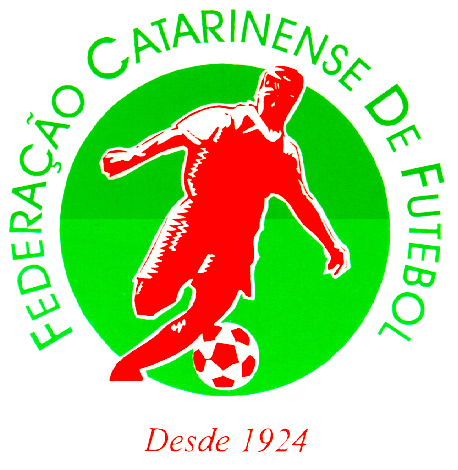 FEDERAÇÃO CATARINENSE DE FUTEBOL
Desde 1924